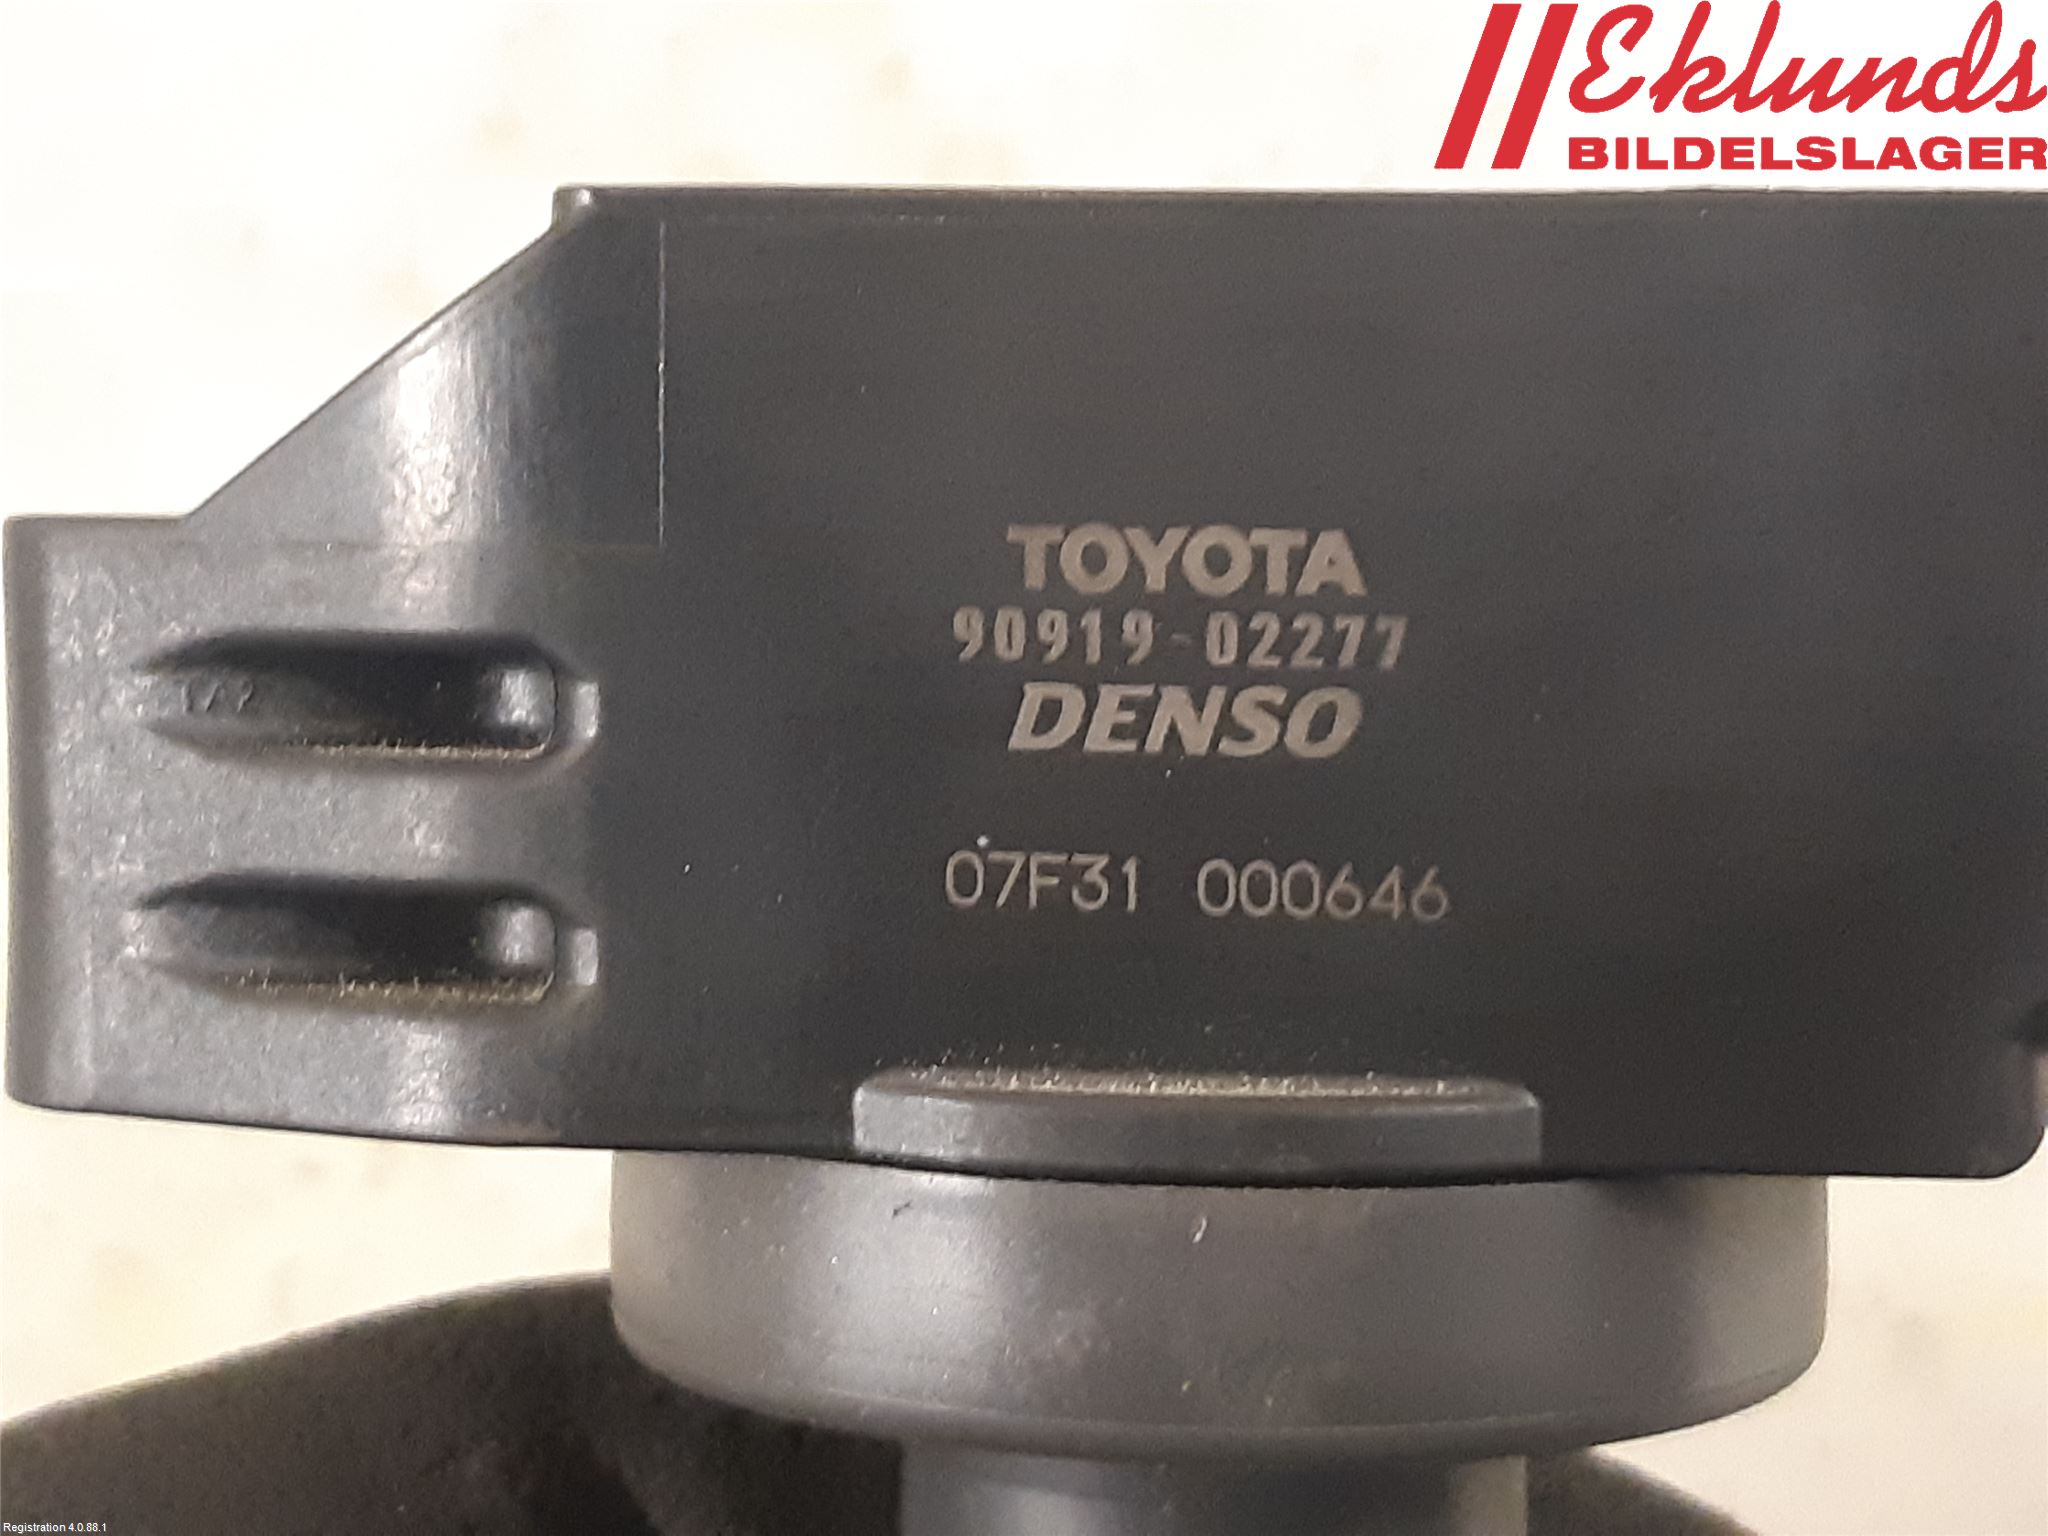 Eklunds
BILDELSLAGER
TOYOTA
90919-02277
DENSO
07F31 000646
Registration 4.0.88.1